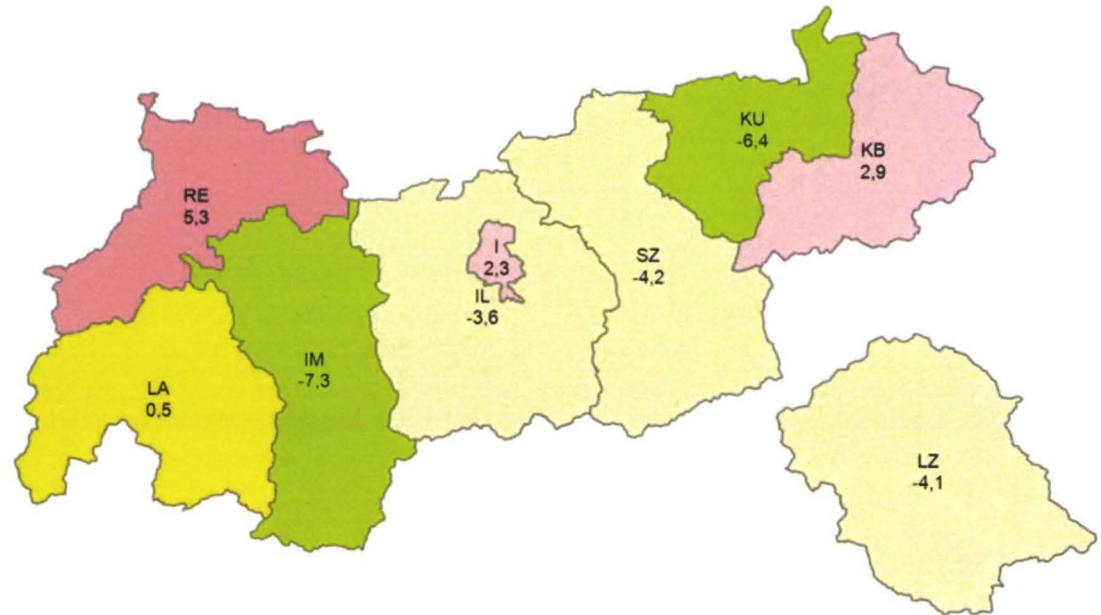 KU
-6,4
KB
2,9
RE
5,3
I
2,3
SZ
-4,2
IL
-3,6
IM
-7,3
LA
0,5
LZ
-4,1